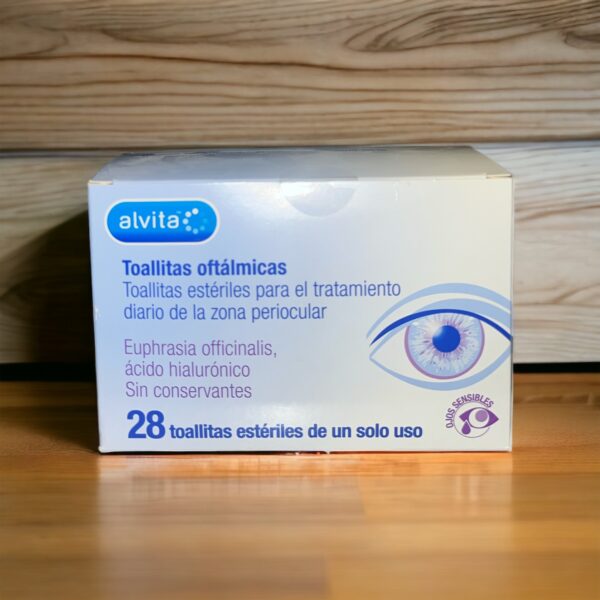 alvita
Toallitas oftálmicas
Toallitas estériles para el tratamiento
diario de la zona periocular
Euphrasia officinalis,
ácido hialurónico
Sin conservantes
28 toallitas estériles de un solo uso
OJOS SENSIBLES